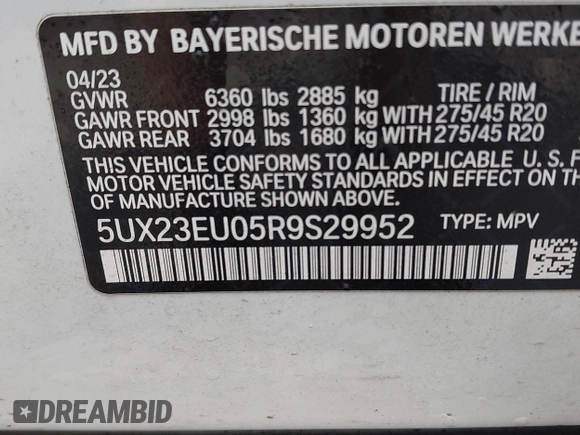 MFD BY BAYERISCHE MOTOREN WERKE
04/23
GVWR 6360 lbs 2885 kg TIRE / RIM
GAWR FRONT 2998 lbs 1360 kg WITH 275/45 R20
GAWR REAR 3704 lbs 1680 kg WITH 275/45 R20
THIS VEHICLE CONFORMS TO ALL APPLICABLE U. S. F
MOTOR VEHICLE SAFETY STANDARDS IN EFFECT ON THE
OF MANUFACTURE SHOWN ABOVE.
5UX23EU05R9S29952 TYPE: MPV
DREAMBID